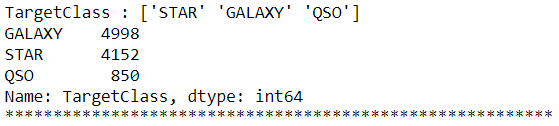 TargetClass : ['STAR' 'GALAXY' 'QSO']
GALAXY    4998
STAR      4152
QSO        850
Name: TargetClass, dtype: int64
*********************************************************